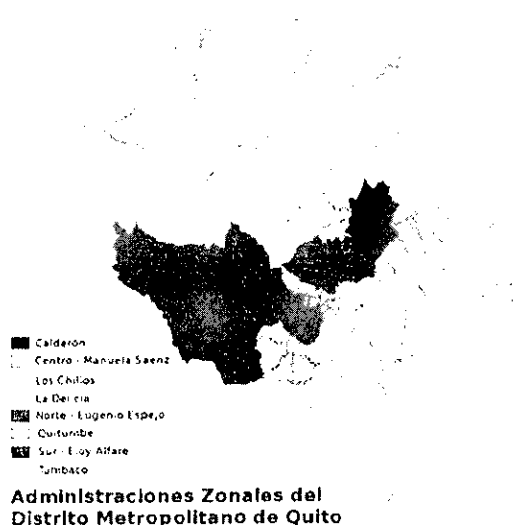 Calderón
Centro - Manuela Saenz
Los Chillos
La Delicia
Norte - Eugenio Espejo
Quitumbe
Sur - Eloy Alfaro
Tumbaco
Administraciones Zonales del
Distrito Metropolitano de Quito